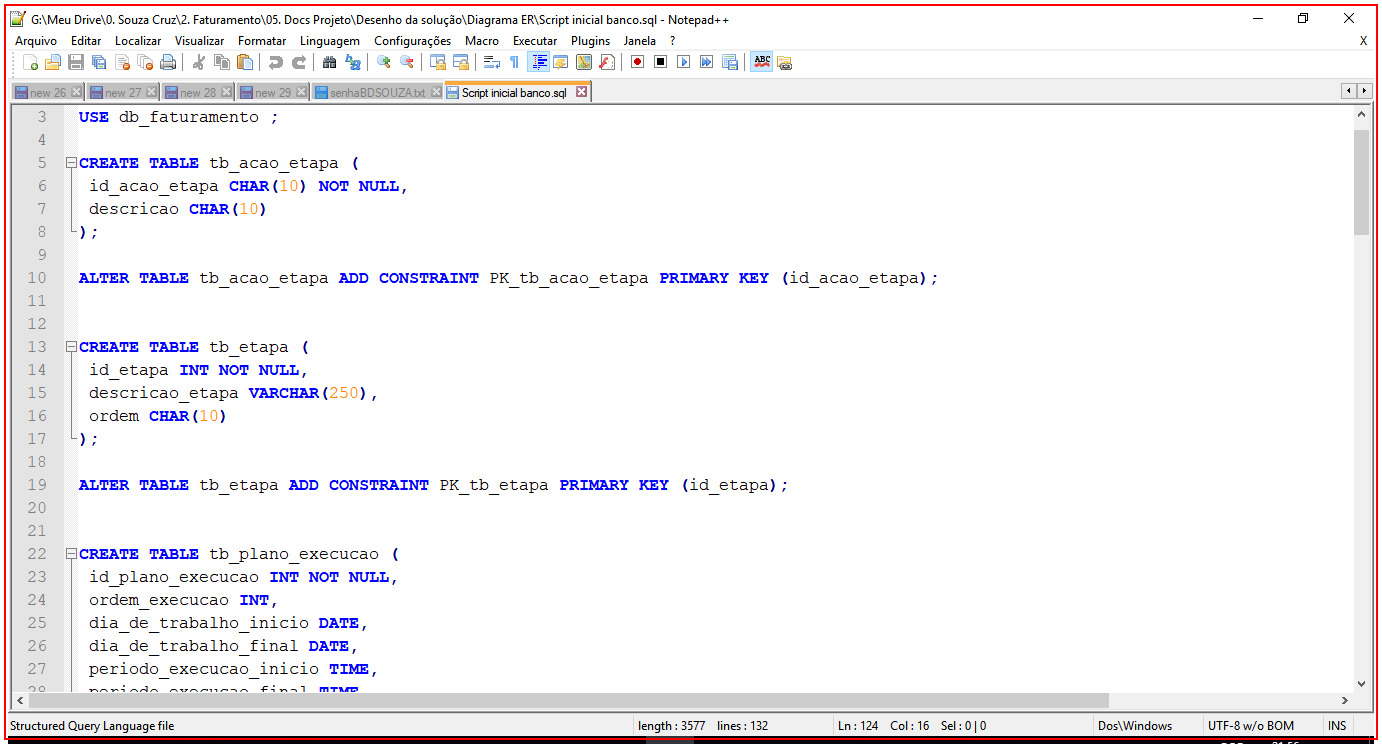 G:\Meu Drive\0. Souza Cruz\2. Faturamento\05. Docs Projeto\Desenho da solução\Diagrama ER\Script inicial banco.sql - Notepad++
Arquivo Editar Localizar Visualizar Formatar Linguagem Configurações Macro Executar Plugins Janela ? X
ABC
new 26 new 27 new 28 new 29 senhaBDSOUZA.txt Script inicial banco.sql
3 USE db_faturamento ;
4
5 CREATE TABLE tb_acao_etapa (
6 id_acao_etapa CHAR(10) NOT NULL,
7 descricao CHAR(10)
8 );
9
10 ALTER TABLE tb_acao_etapa ADD CONSTRAINT PK_tb_acao_etapa PRIMARY KEY (id_acao_etapa);
11
12
13 CREATE TABLE tb_etapa (
14 id_etapa INT NOT NULL,
15 descricao_etapa VARCHAR(250),
16 ordem CHAR(10)
17 );
18
19 ALTER TABLE tb_etapa ADD CONSTRAINT PK_tb_etapa PRIMARY KEY (id_etapa);
20
21
22 CREATE TABLE tb_plano_execucao (
23 id_plano_execucao INT NOT NULL,
24 ordem_execucao INT,
25 dia_de_trabalho_inicio DATE,
26 dia_de_trabalho_final DATE,
27 periodo_execucao_inicio TIME,
28 periodo_execucao_final TIME
Structured Query Language file length : 3577 lines : 132 Ln : 124 Col : 16 Sel : 0 | 0 Dos\Windows UTF-8 w/o BOM INS